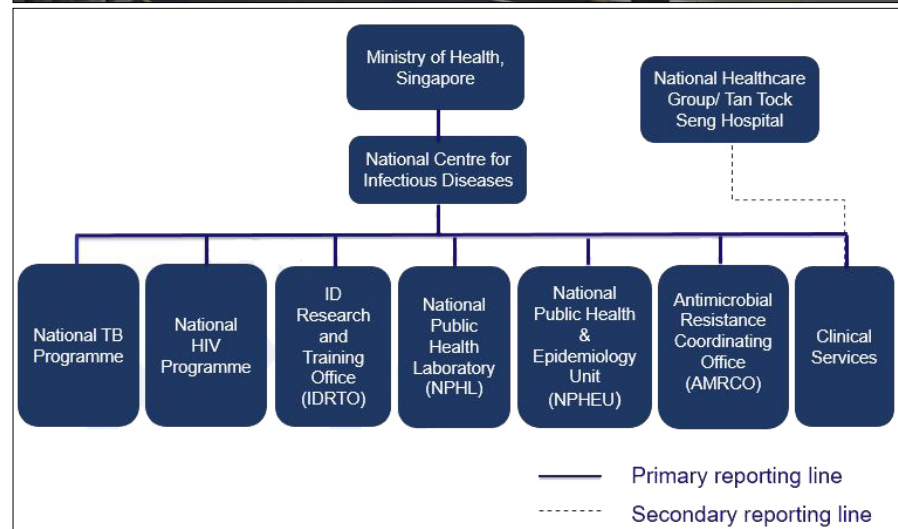 Ministry of Health,
Singapore
National Healthcare
Group/ Tan Tock
Seng Hospital
National Centre for
Infectious Diseases
National TB
Programme
National
HIV
Programme
ID
Research
and
Training
Office
(IDRTO)
National
Public
Health
Laboratory
(NPHL)
National
Public Health
&
Epidemiology
Unit
(NPHEU)
Antimicrobial
Resistance
Coordinating
Office
(AMRCO)
Clinical
Services
Primary reporting line
Secondary reporting line